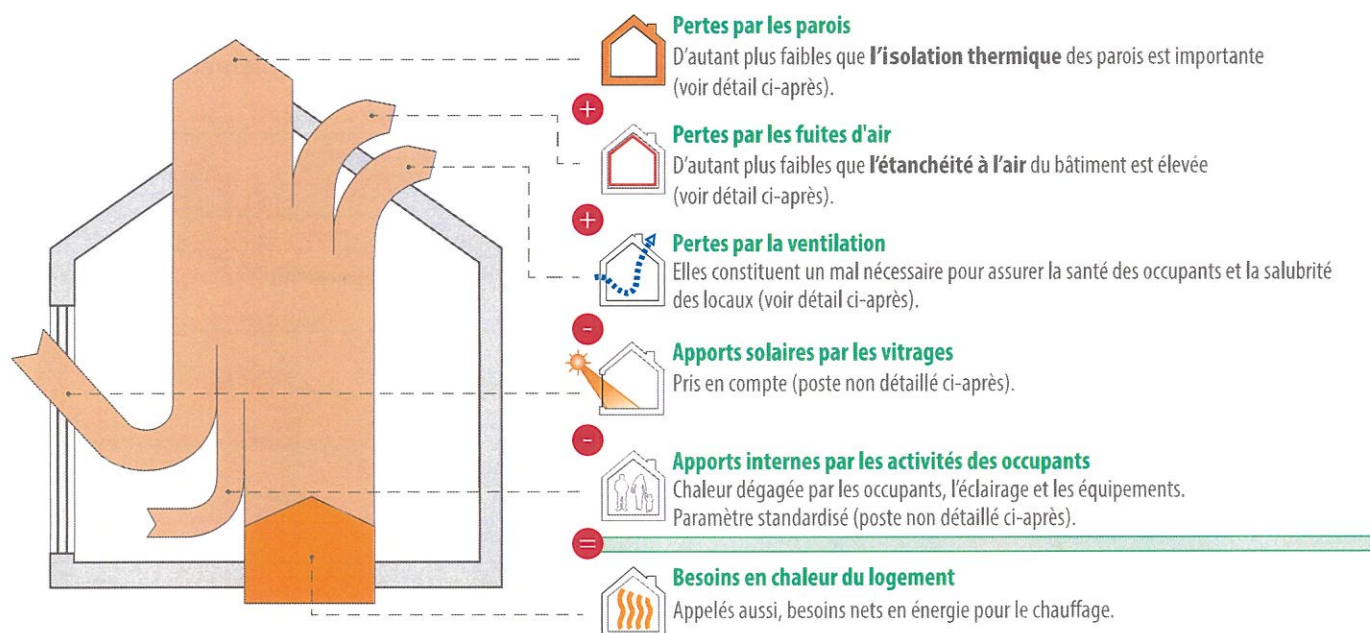 Pertes par les parois
D'autant plus faibles que l'isolation thermique des parois est importante
(voir détail ci-après).
+
Pertes par les fuites d'air
D'autant plus faibles que l'étanchéité à l'air du bâtiment est élevée
(voir détail ci-après).
+
Pertes par la ventilation
Elles constituent un mal nécessaire pour assurer la santé des occupants et la salubrité
des locaux (voir détail ci-après).
-
Apports solaires par les vitrages
Pris en compte (poste non détaillé ci-après).
-
Apports internes par les activités des occupants
Chaleur dégagée par les occupants, l'éclairage et les équipements.
Paramètre standardisé (poste non détaillé ci-après).
=
Besoins en chaleur du logement
Appelés aussi, besoins nets en énergie pour le chauffage.